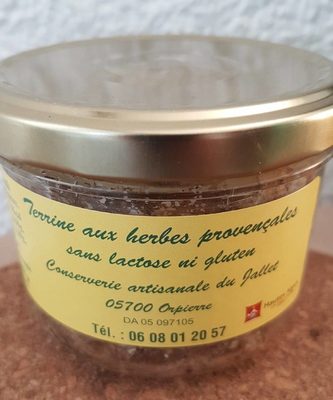 Terrine aux herbes provençales
sans lactose ni gluten
Conserverie artisanale du Jallet
05700 Orpierre
DA 05 097105
Tél. : 06 08 01 20 57